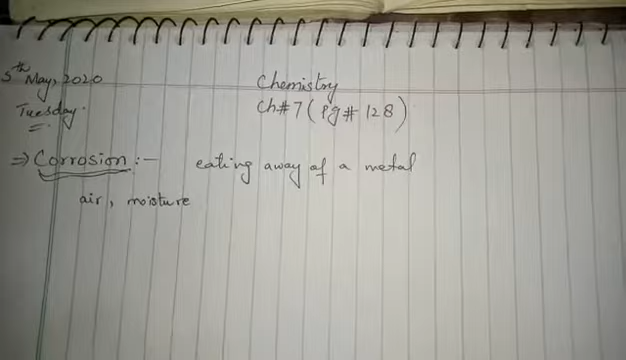 5th May, 2020
Chemistry
Tuesday.
Ch# 7 (Pg# 128)
⇒ Corrosion :- eating away of a metal
air, moisture